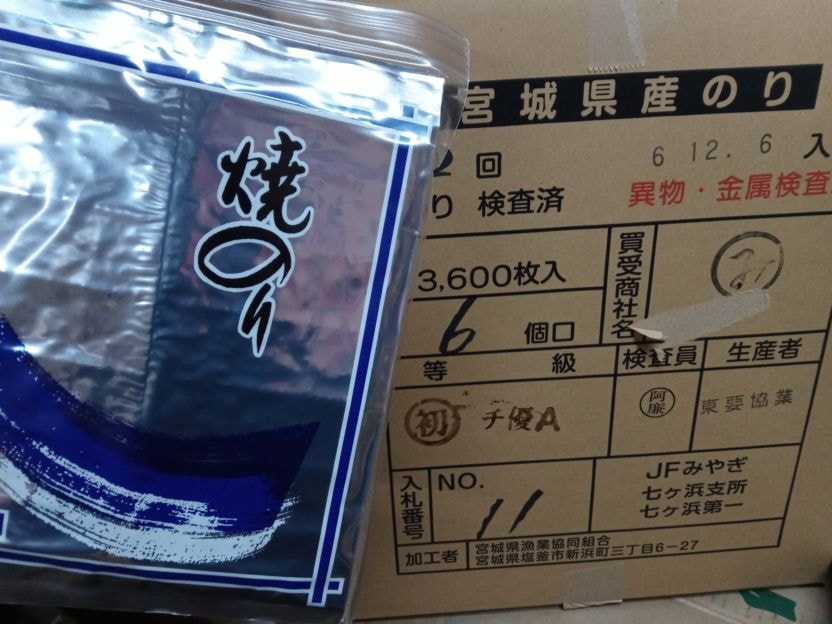 焼のり
宮城県産のり
回
6 12.6 入
り 検査済
異物・金属検査
3,600枚入
買受商社名
6 個口
等級
検査員
生産者
初 チ優A
阿廉
東要協業
入札番号
NO.
11
JFみやぎ
七ヶ浜支所
七ヶ浜第一
加工者
宮城県漁業協同組合
宮城県塩釜市新浜町三丁目6-27